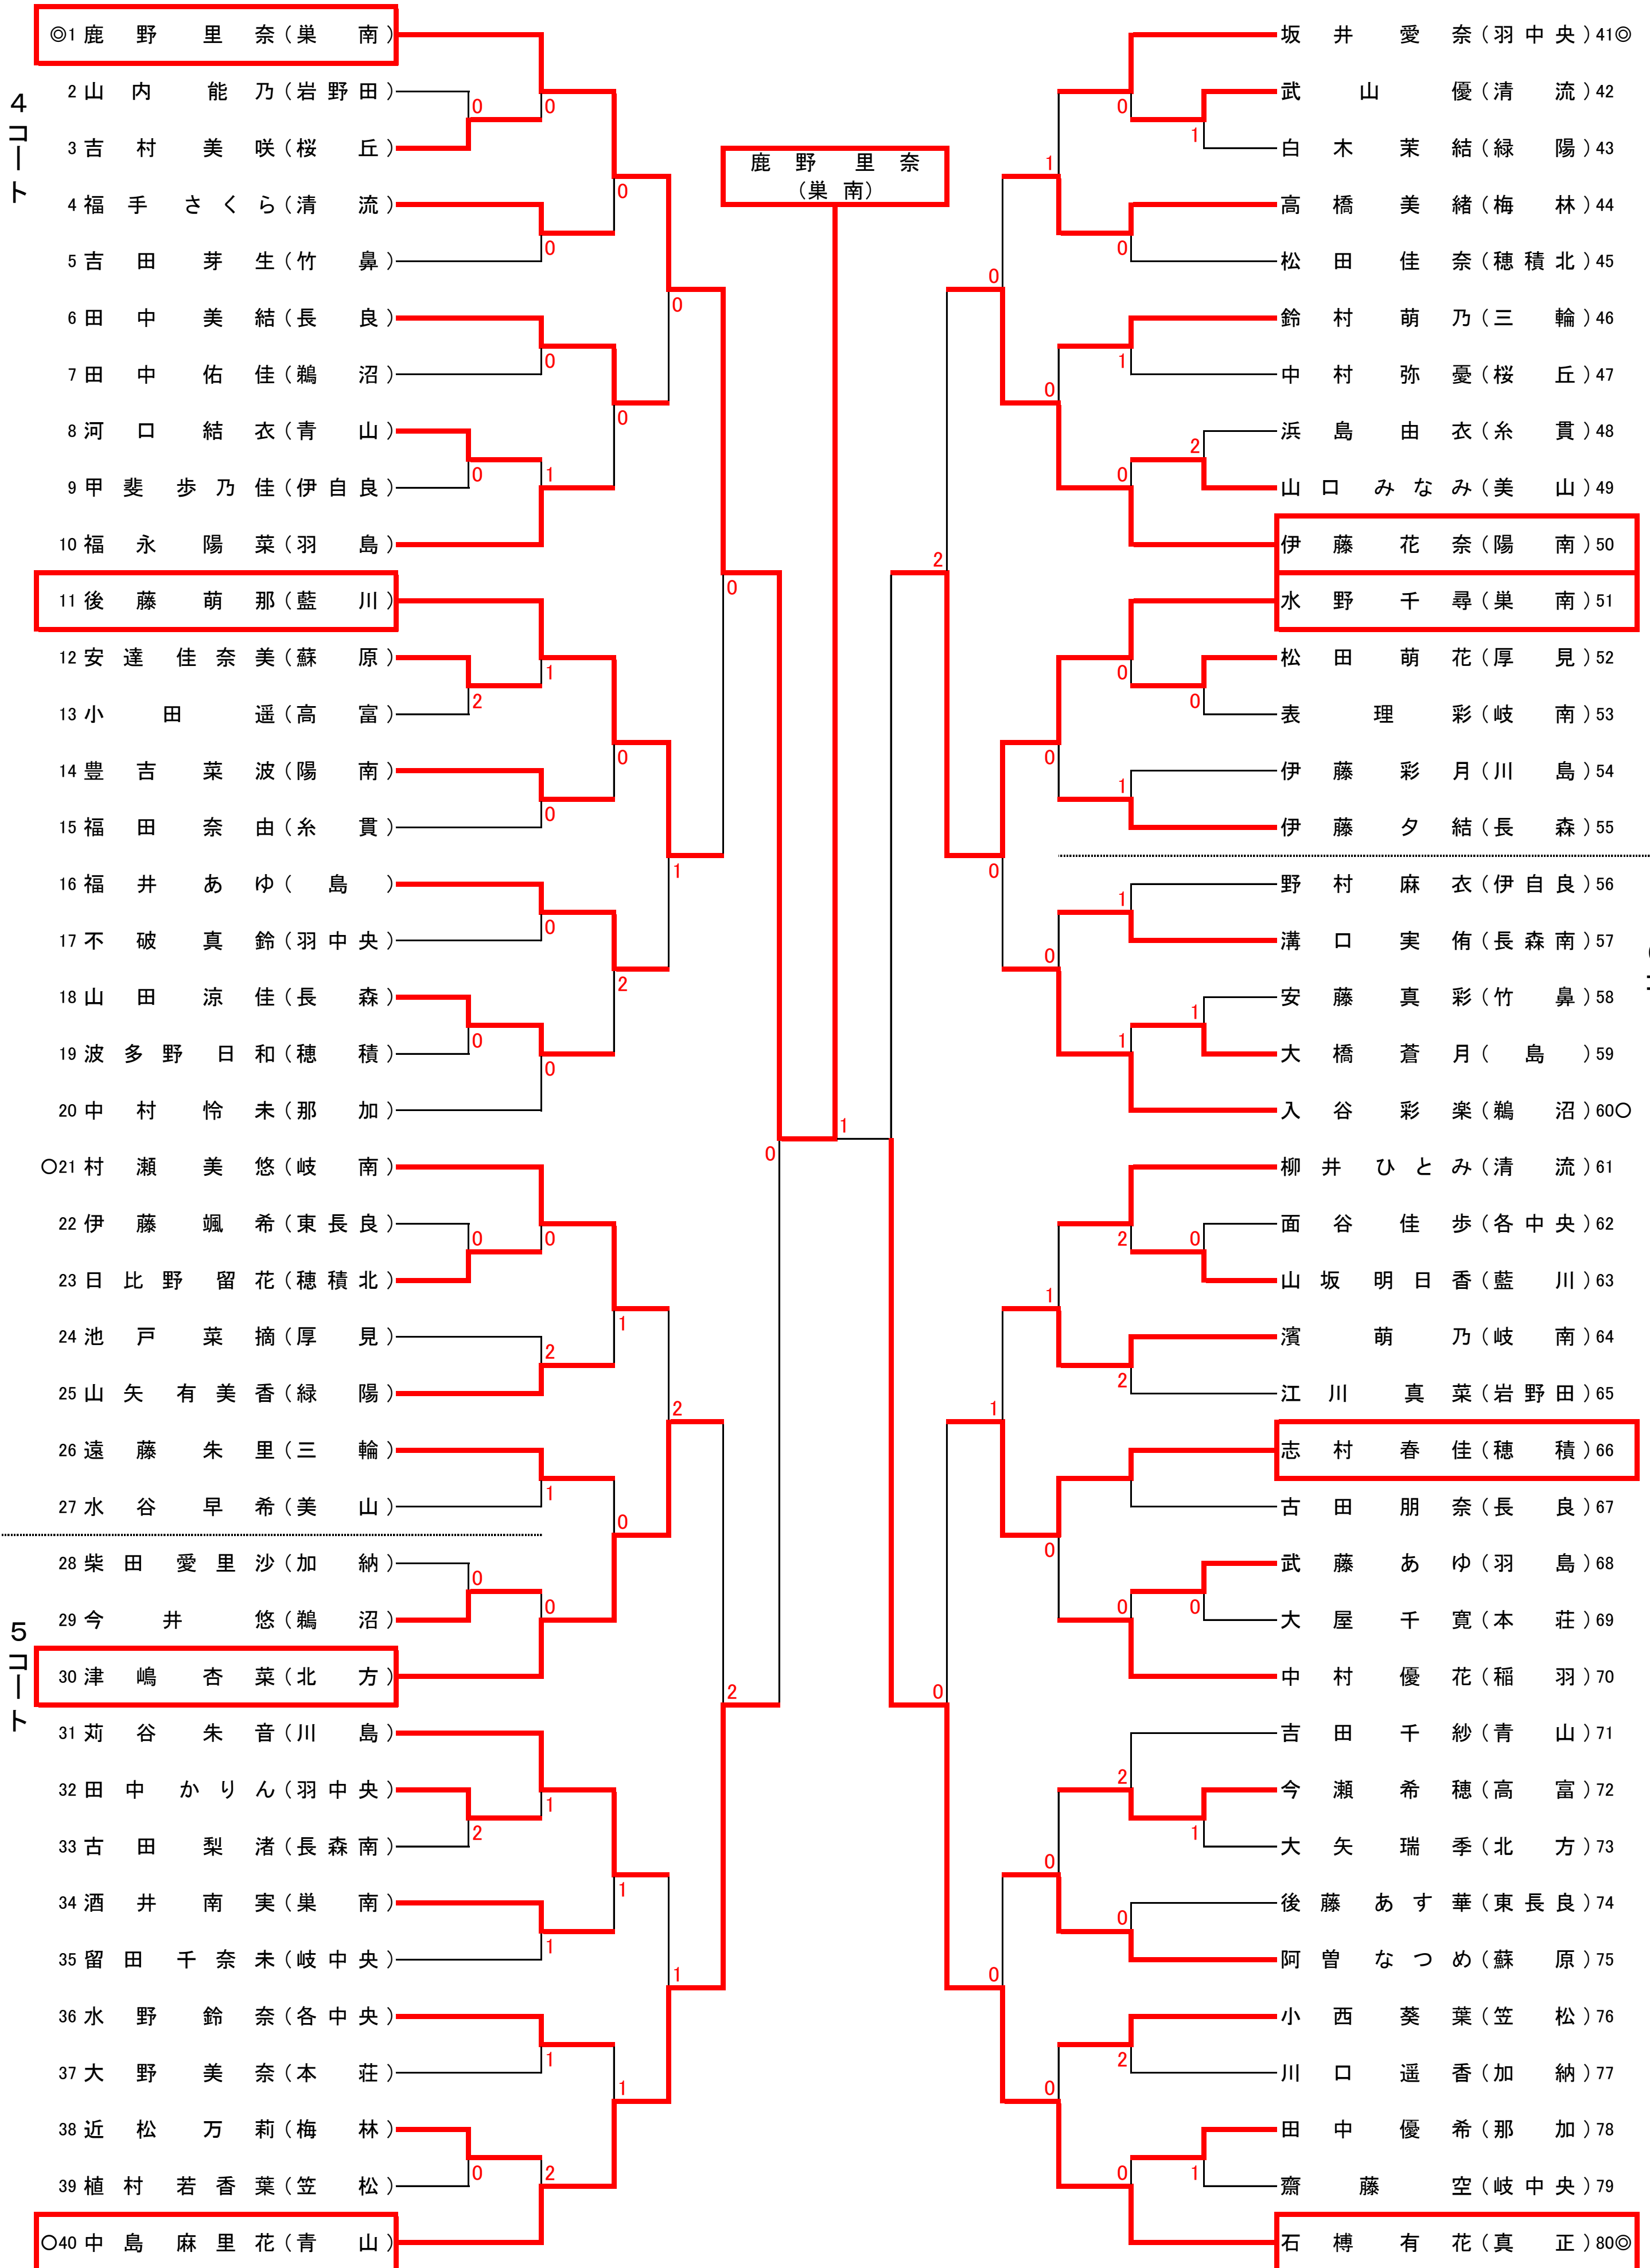 ◎1 鹿野里奈(巣南)
2 山内能乃(岩野田)
3 吉村美咲(桜丘)
4 福手さくら(清流)
5 吉田芽生(竹鼻)
6 田中美結(長良)
7 田中佑佳(鵜沼)
8 河口結衣(青山)
9 甲斐歩乃佳(伊自良)
10 福永陽菜(羽島)
11 後藤萌那(藍川)
12 安達佳奈美(蘇原)
13 小田遥(高富)
14 豊吉菜波(陽南)
15 福田奈由(糸貫)
16 福井あゆ(島)
17 不破真鈴(羽中央)
18 山田涼佳(長森)
19 波多野日和(穂積)
20 中村怜未(那加)
○21 村瀬美悠(岐南)
22 伊藤颯希(東長良)
23 日比野留花(穂積北)
24 池戸菜摘(厚見)
25 山矢有美香(緑陽)
26 遠藤朱里(三輪)
27 水谷早希(美山)
28 柴田愛里沙(加納)
29 今井悠(鵜沼)
30 津嶋杏菜(北方)
31 苅谷朱音(川島)
32 田中かりん(羽中央)
33 古田梨渚(長森南)
34 酒井南実(巣南)
35 留田千奈未(岐中央)
36 水野鈴奈(各中央)
37 大野美奈(本荘)
38 近松万莉(梅林)
39 植村若香葉(笠松)
○40 中島麻里花(青山)
4コート
5コート
鹿野里奈
(巣南)
坂井愛奈(羽中央)41◎
武山優(清流)42
白木茉結(緑陽)43
高橋美緒(梅林)44
松田佳奈(穂積北)45
鈴村萌乃(三輪)46
中村弥憂(桜丘)47
浜島由衣(糸貫)48
山口みなみ(美山)49
伊藤花奈(陽南)50
水野千尋(巣南)51
松田萌花(厚見)52
表理彩(岐南)53
伊藤彩月(川島)54
伊藤夕結(長森)55
野村麻衣(伊自良)56
溝口実侑(長森南)57
安藤真彩(竹鼻)58
大橋蒼月(島)59
入谷彩楽(鵜沼)60○
柳井ひとみ(清流)61
面谷佳歩(各中央)62
山坂明日香(藍川)63
濱萌乃(岐南)64
江川真菜(岩野田)65
志村春佳(穂積)66
古田朋奈(長良)67
武藤あゆ(羽島)68
大屋千寛(本荘)69
中村優花(稲羽)70
吉田千紗(青山)71
今瀬希穂(高富)72
大矢瑞季(北方)73
後藤あす華(東長良)74
阿曽なつめ(蘇原)75
小西葵葉(笠松)76
川口遥香(加納)77
田中優希(那加)78
齋藤空(岐中央)79
石榑有花(真正)80◎